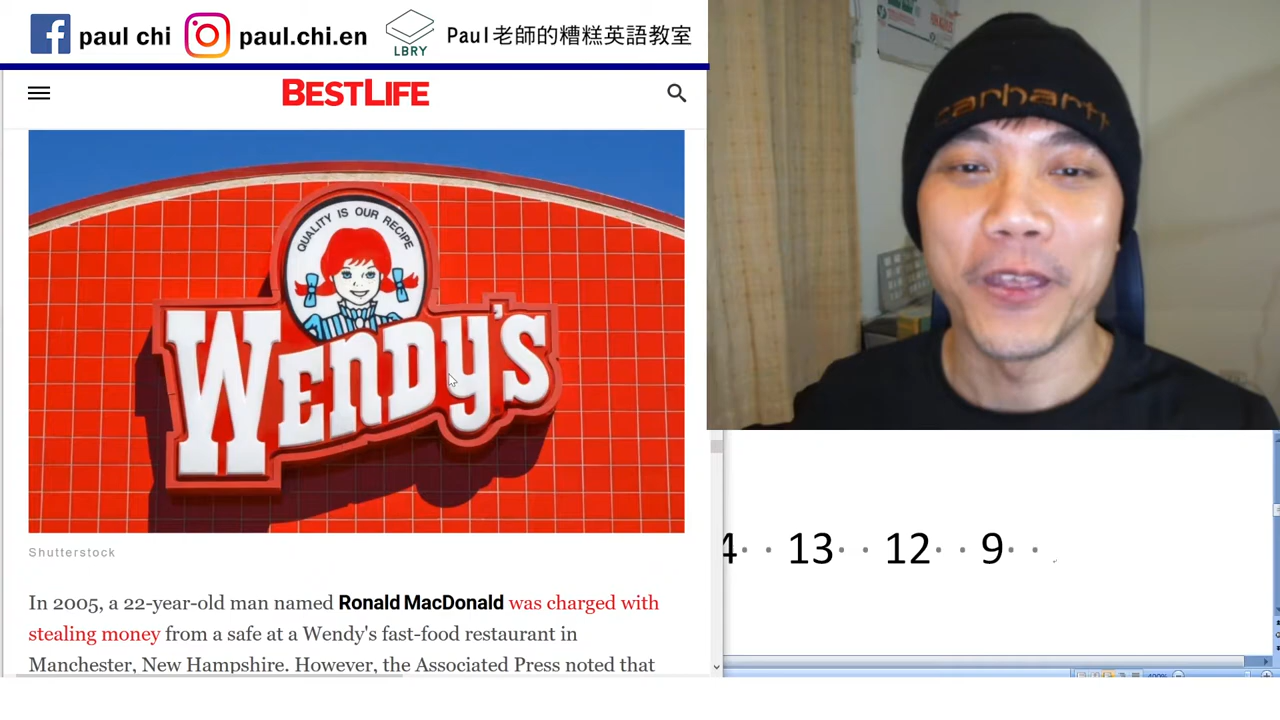 paul chi paul.chi.en LBRY Paul老師的糟糕英語教室
BESTLIFE
carhartt
QUALITY IS OUR RECIPE
Wendy's
Shutterstock
In 2005, a 22-year-old man named Ronald MacDonald was charged with
stealing money from a safe at a Wendy's fast-food restaurant in
Manchester, New Hampshire. However, the Associated Press noted that
4 13 12 9